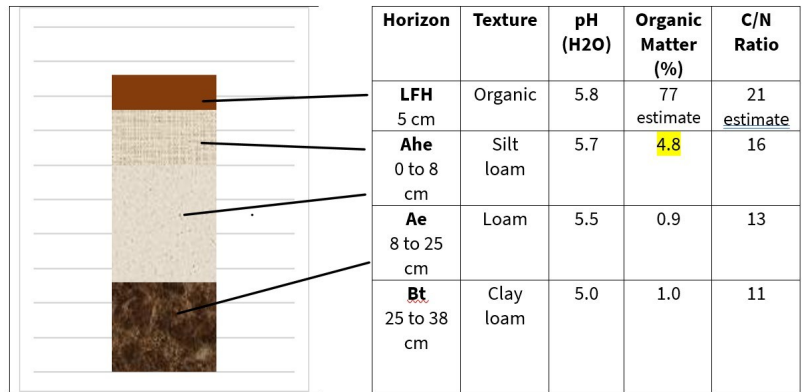 Horizon Texture pH (H2O) Organic Matter (%) C/N Ratio
LFH 5 cm Organic 5.8 77 estimate 21 estimate
Ahe 0 to 8 cm Silt loam 5.7 4.8 16
Ae 8 to 25 cm Loam 5.5 0.9 13
Bt 25 to 38 cm Clay loam 5.0 1.0 11